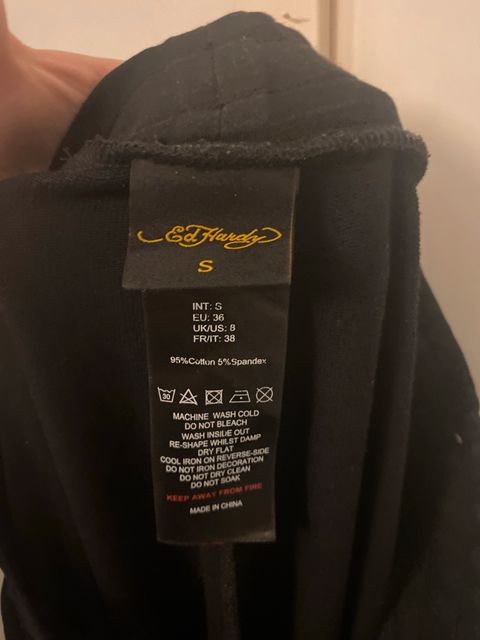 Ed Hardy
S
INT: S
EU: 36
UK/US: 8
FR/IT: 38
95%Cotton 5%Spandex
30
MACHINE WASH COLD
DO NOT BLEACH
WASH INSIDE OUT
RE-SHAPE WHILST DAMP
DRY FLAT
COOL IRON ON REVERSE-SIDE
DO NOT IRON DECORATION
DO NOT DRY CLEAN
DO NOT SOAK
KEEP AWAY FROM FIRE
MADE IN CHINA